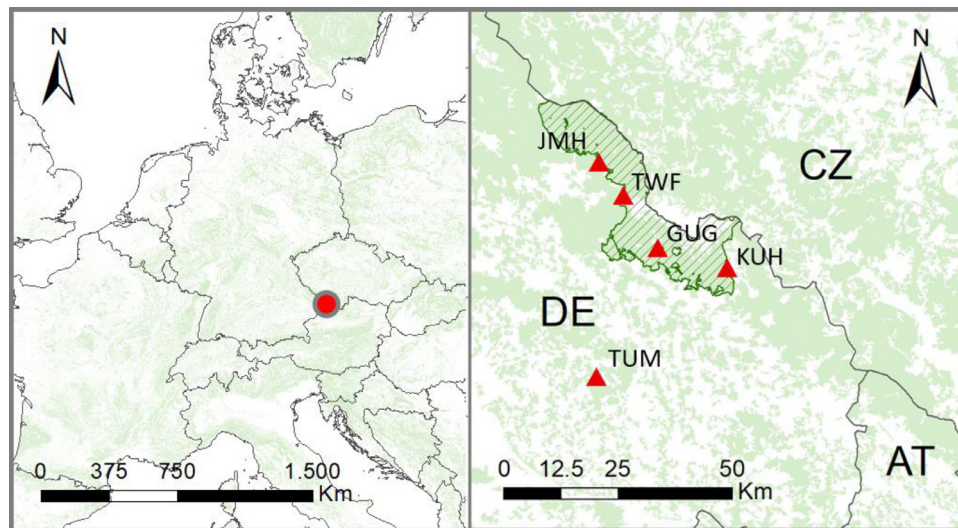 N
0 375 750 1.500
Km
N
JMH
TWF
CZ
GUG
KUH
DE
TUM
AT
0 12.5 25 50
Km